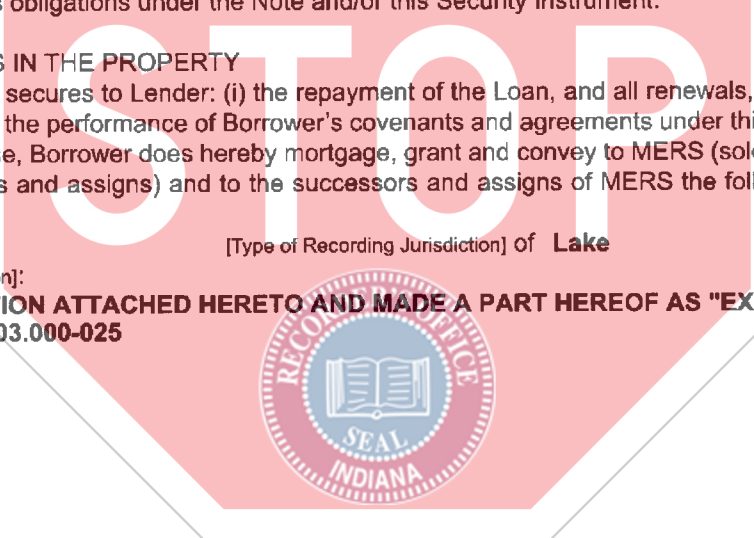 s obligations under the Note and/or this Security Instrument.
S IN THE PROPERTY
secures to Lender: (i) the repayment of the Loan, and all renewals,
the performance of Borrower's covenants and agreements under thi
e, Borrower does hereby mortgage, grant and convey to MERS (sol
s and assigns) and to the successors and assigns of MERS the foll
[Type of Recording Jurisdiction] of Lake
n]:
ION ATTACHED HERETO AND MADE A PART HEREOF AS "EX
03.000-025
STOP
RECORDER'S OFFICE
SEAL
INDIANA